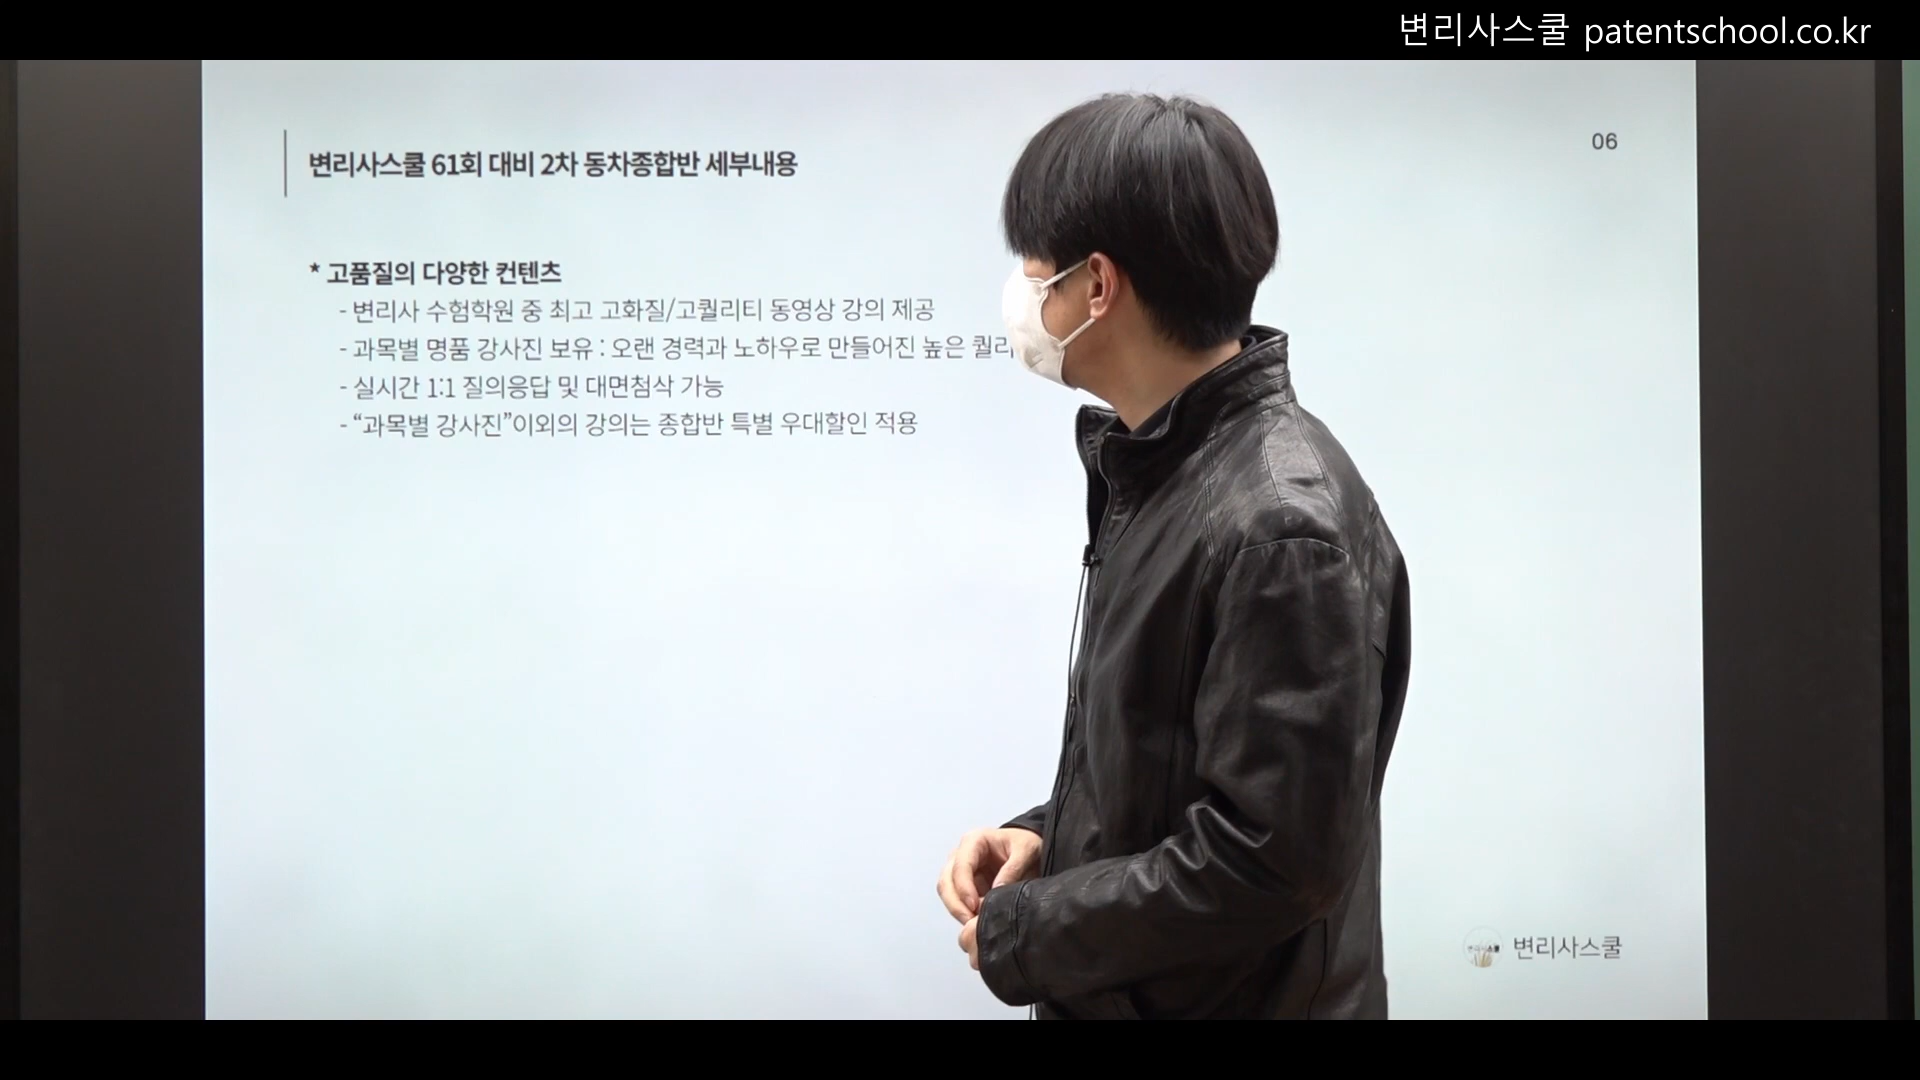 변리사스쿨 patentschool.co.kr
06
변리사스쿨 61회 대비 2차 동차종합반 세부내용
* 고품질의 다양한 컨텐츠
- 변리사 수험학원 중 최고 고화질/고퀄리티 동영상 강의 제공
- 과목별 명품 강사진 보유 : 오랜 경력과 노하우로 만들어진 높은
- 실시간 1:1 질의응답 및 대면첨삭 가능
- “과목별 강사진”이외의 강의는 종합반 특별 우대할인 적용
변리사스쿨
변리사스쿨